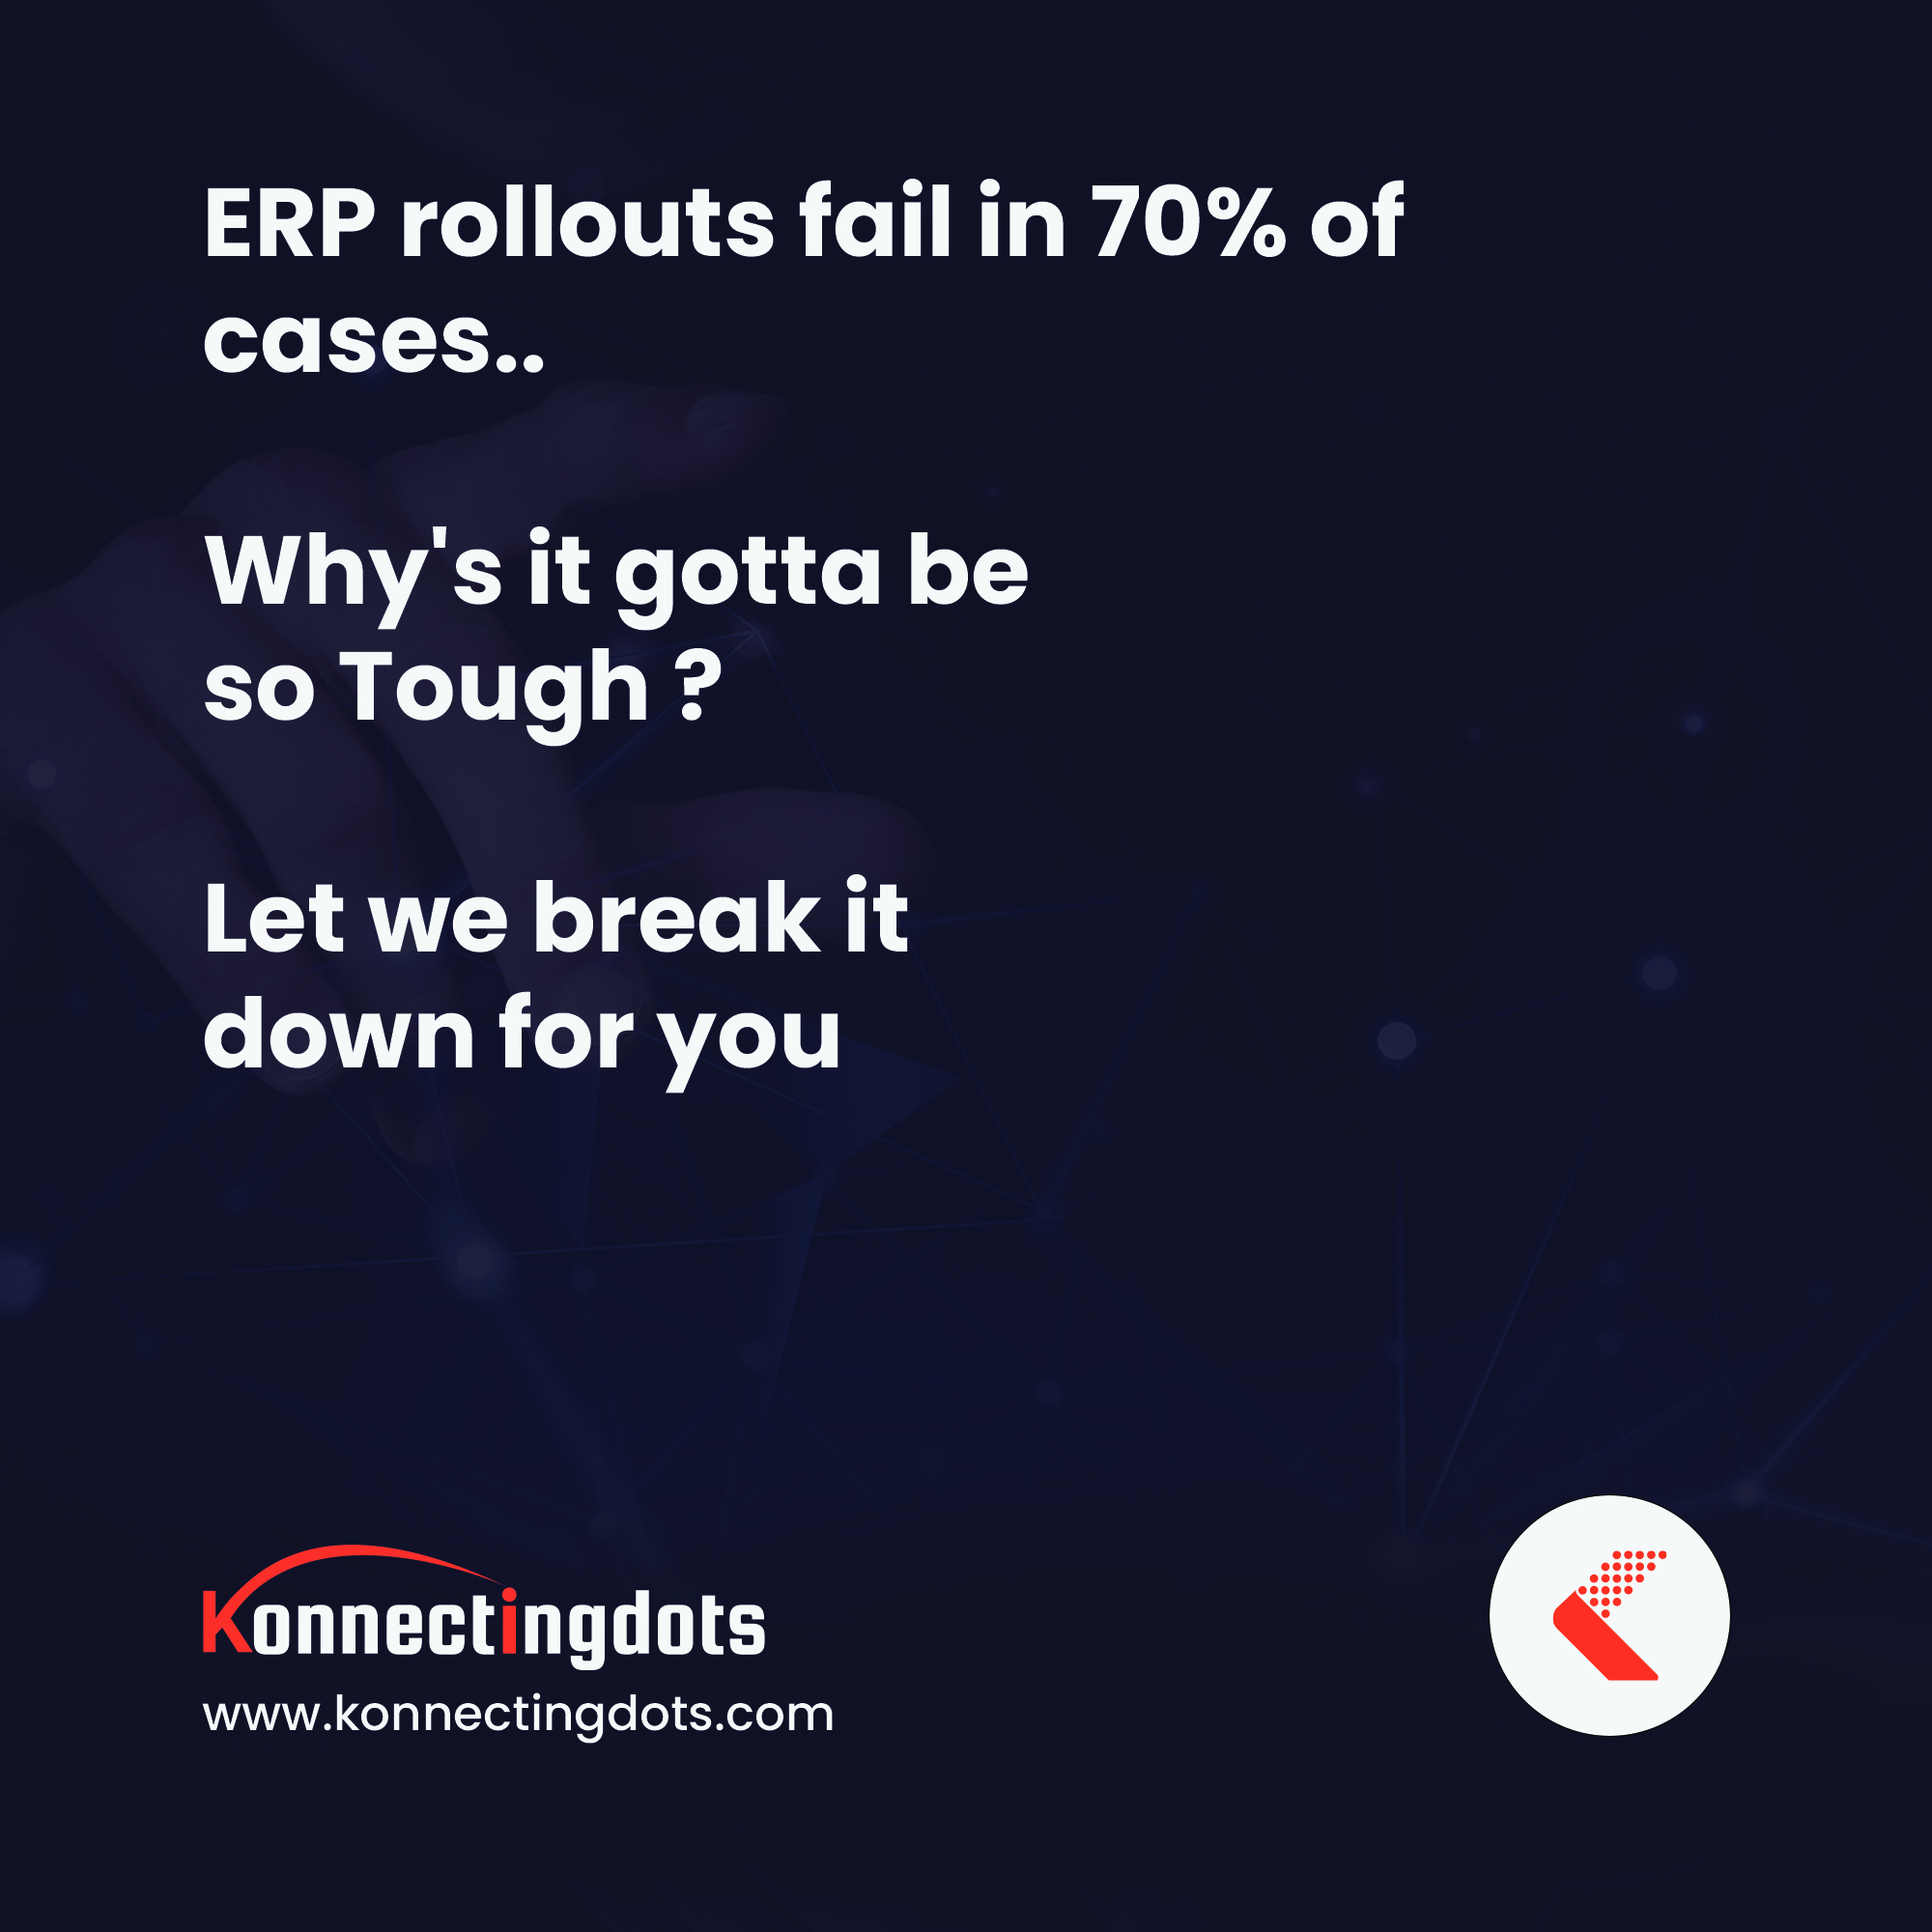 ERP rollouts fail in 70% of
cases..
Why's it gotta be
so Tough ?
Let we break it
down for you
Konnectingdots
www.konnectingdots.com